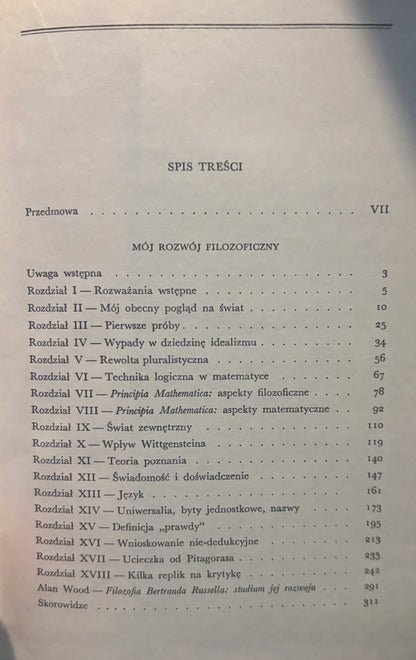 SPIS TREŚCI
Przedmowa . . . . . . . . . . . . . . . . . . . . . . . VII
MÓJ ROZWÓJ FILOZOFICZNY
Uwaga wstępna . . . . . . . . . . . . . . . . . . . . 3
Rozdział I — Rozważania wstępne . . . . . . . . . . . . . 5
Rozdział II — Mój obecny pogląd na świat . . . . . . . . . 10
Rozdział III — Pierwsze próby . . . . . . . . . . . . . . 25
Rozdział IV — Wypady w dziedzinę idealizmu . . . . . . . . 34
Rozdział V — Rewolta pluralistyczna . . . . . . . . . . . 56
Rozdział VI — Technika logiczna w matematyce . . . . . . . 67
Rozdział VII — Principia Mathematica: aspekty filozoficzne . . . 78
Rozdział VIII — Principia Mathematica: aspekty matematyczne . . 92
Rozdział IX — Świat zewnętrzny . . . . . . . . . . . . . 110
Rozdział X — Wpływ Wittgensteina . . . . . . . . . . . . 119
Rozdział XI — Teoria poznania . . . . . . . . . . . . . 140
Rozdział XII — Świadomość i doświadczenie . . . . . . . . 147
Rozdział XIII — Język . . . . . . . . . . . . . . . . 161
Rozdział XIV — Uniwersalia, byty jednostkowe, nazwy . . . . 173
Rozdział XV — Definicja „prawdy” . . . . . . . . . . . . 195
Rozdział XVI — Wnioskowanie nie-dedukcyjne . . . . . . . . 213
Rozdział XVII — Ucieczka od Pitagorasa . . . . . . . . . . 235
Rozdział XVIII — Kilka replik na krytykę . . . . . . . . . 242
Alan Wood — Filozofia Bertranda Russella: studium jej rozwoju . . . 291
Skorowidze . . . . . . . . . . . . . . . . . . . . . 311